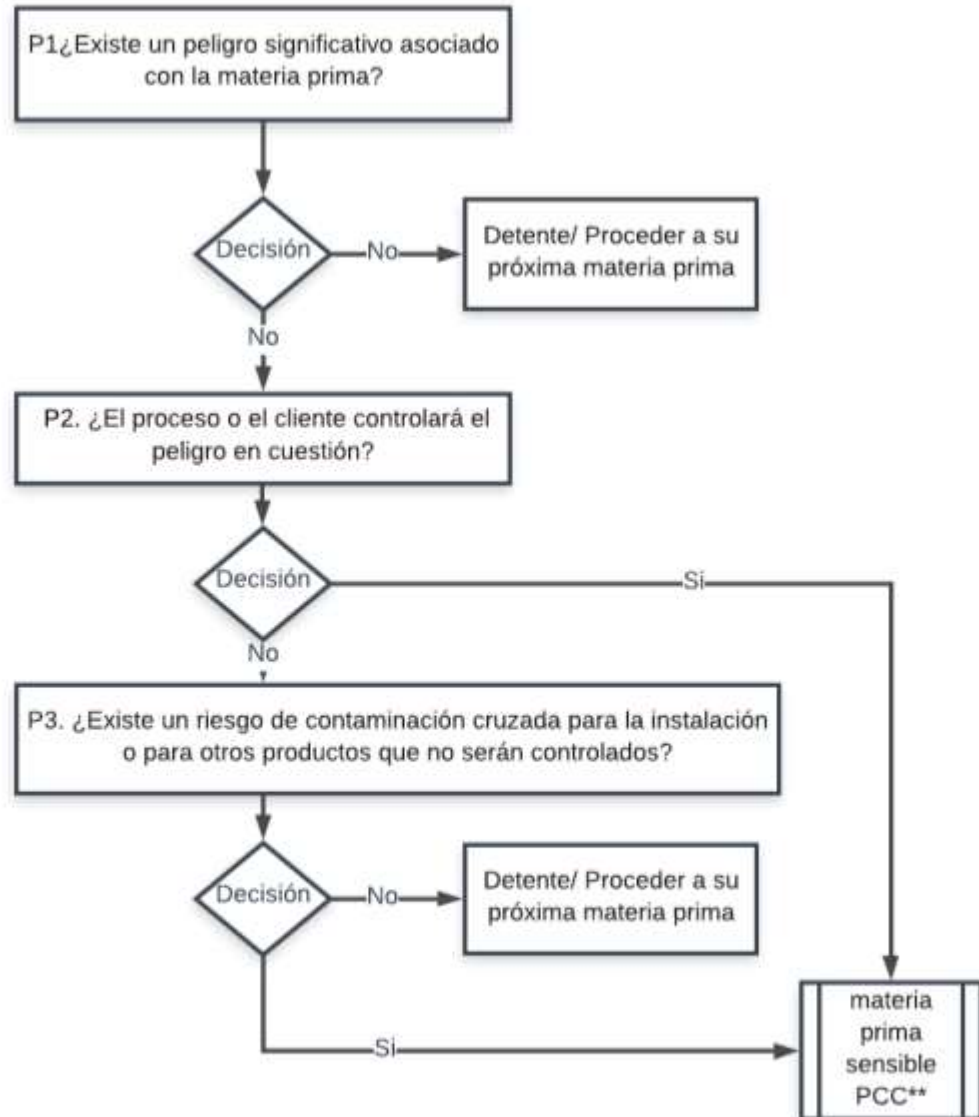 P1¿Existe un peligro significativo asociado
con la materia prima?
Decisión
No
Detente/ Proceder a su
próxima materia prima
No
P2. ¿El proceso o el cliente controlará el
peligro en cuestión?
Decisión
Si
No
P3. ¿Existe un riesgo de contaminación cruzada para la instalación
o para otros productos que no serán controlados?
Decisión
No
Detente/ Proceder a su
próxima materia prima
Si
materia
prima
sensible
PCC**